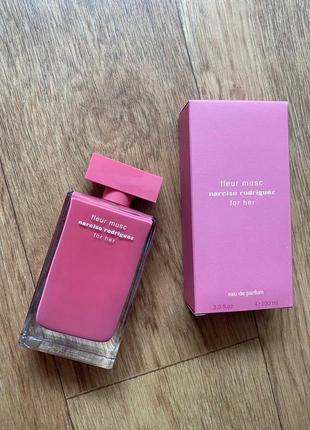 fleur musc
narciso rodriguez
for her
fleur musc
narciso rodriguez
for her
eau de parfum
3.3 fl.oz e 100 ml